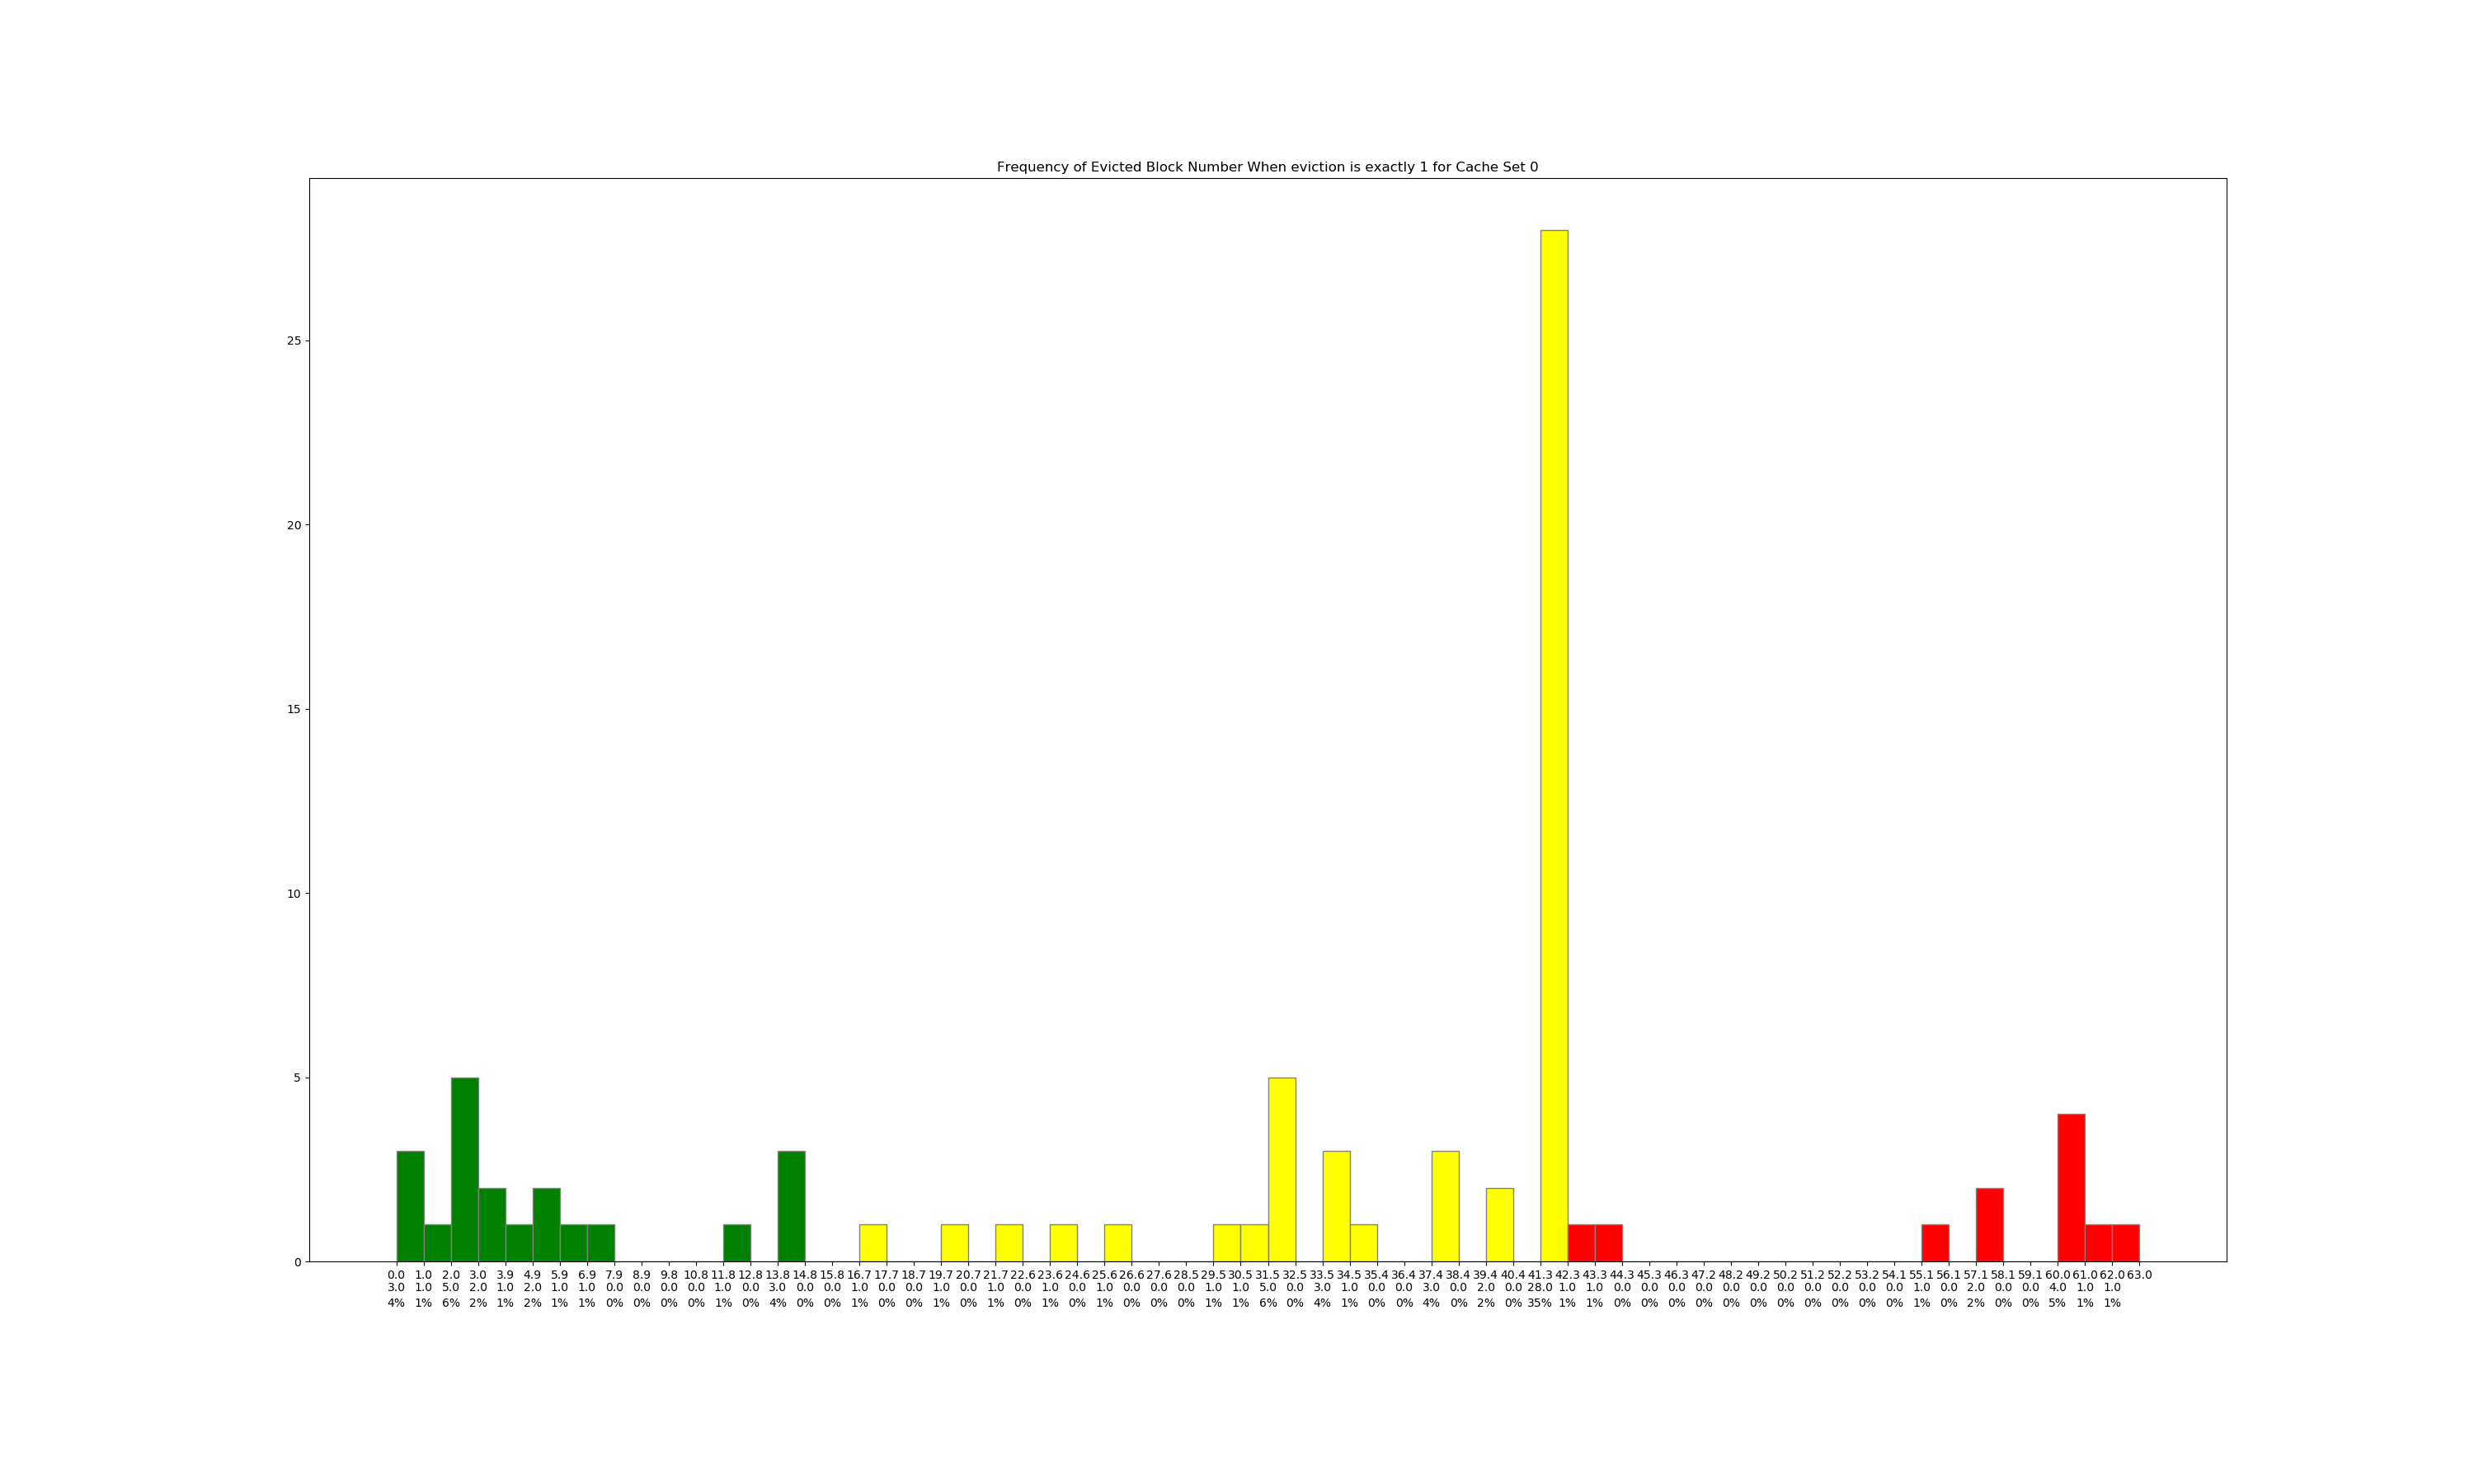 Frequency of Evicted Block Number When eviction is exactly 1 for Cache Set 0
25
20
15
10
5
0
0.0 1.0 2.0 3.0 3.9 4.9 5.9 6.9 7.9 8.9 9.8 10.8 11.8 12.8 13.8 14.8 15.8 16.7 17.7 18.7 19.7 20.7 21.7 22.6 23.6 24.6 25.6 26.6 27.6 28.5 29.5 30.5 31.5 32.5 33.5 34.5 35.4 36.4 37.4 38.4 39.4 40.4 41.3 42.3 43.3 44.3 45.3 46.3 47.2 48.2 49.2 50.2 51.2 52.2 53.2 54.1 55.1 56.1 57.1 58.1 59.1 60.0 61.0 62.0 63.0
3.0 1.0 5.0 2.0 1.0 2.0 1.0 1.0 0.0 0.0 0.0 0.0 1.0 0.0 3.0 0.0 0.0 1.0 0.0 0.0 1.0 0.0 1.0 0.0 1.0 0.0 1.0 0.0 0.0 0.0 1.0 1.0 5.0 0.0 3.0 1.0 0.0 0.0 3.0 0.0 2.0 0.0 28.0 1.0 1.0 0.0 0.0 0.0 0.0 0.0 0.0 0.0 0.0 0.0 0.0 0.0 1.0 0.0 2.0 0.0 0.0 4.0 1.0 1.0
4% 1% 6% 2% 1% 2% 1% 1% 0% 0% 0% 0% 1% 0% 4% 0% 0% 1% 0% 0% 1% 0% 1% 0% 1% 0% 1% 0% 0% 0% 1% 1% 6% 0% 4% 1% 0% 0% 4% 0% 2% 0% 35% 1% 1% 0% 0% 0% 0% 0% 0% 0% 0% 0% 0% 0% 1% 0% 2% 0% 0% 5% 1% 1%